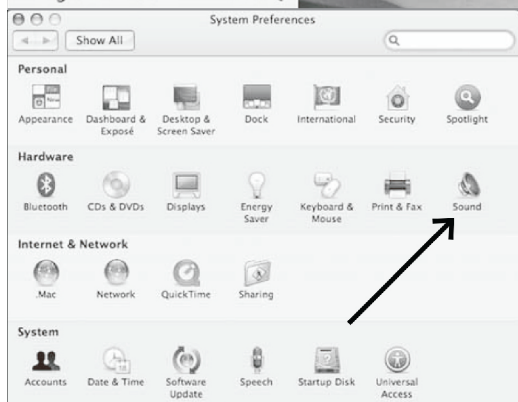 System Preferences
Show All
Personal
Appearance
Dashboard &
Exposé
Desktop &
Screen Saver
Dock
International
Security
Spotlight
Hardware
Bluetooth
CDs & DVDs
Displays
Energy
Saver
Keyboard &
Mouse
Print & Fax
Sound
Internet & Network
.Mac
Network
QuickTime
Sharing
System
Accounts
Date & Time
Software
Update
Speech
Startup Disk
Universal
Access